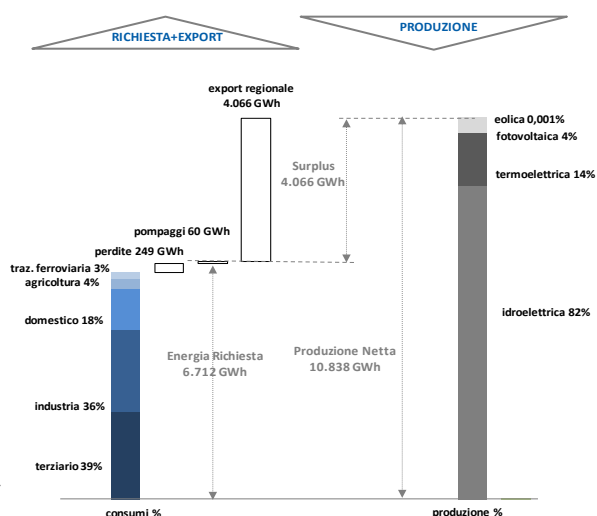 RICHIESTA+EXPORT
PRODUZIONE
export regionale
4.066 GWh
eolica 0,001%
fotovoltaica 4%
Surplus
4.066 GWh
termoelettrica 14%
pompaggi 60 GWh
perdite 249 GWh
traz. ferroviaria 3%
agricoltura 4%
domestico 18%
idroelettrica 82%
Energia Richiesta
6.712 GWh
Produzione Netta
10.838 GWh
industria 36%
terziario 39%
consumi %
produzione %